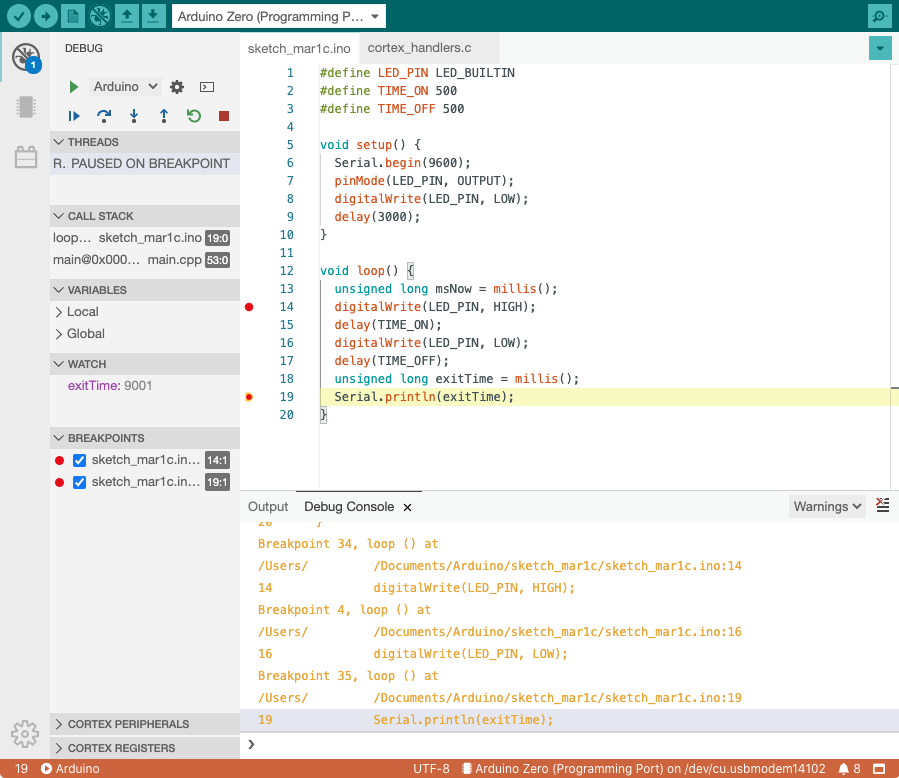 Arduino Zero (Programming P...
DEBUG
1
Arduino
THREADS
R.. PAUSED ON BREAKPOINT
CALL STACK
loop... sketch_mar1c.ino 19:0
main@0x000... main.cpp 53:0
VARIABLES
Local
Global
WATCH
exitTime: 9001
BREAKPOINTS
sketch_mar1c.in... 14:1
sketch_mar1c.in... 19:1
CORTEX PERIPHERALS
CORTEX REGISTERS
sketch_mar1c.ino cortex_handlers.c
1 #define LED_PIN LED_BUILTIN
2 #define TIME_ON 500
3 #define TIME_OFF 500
4
5 void setup() {
6 Serial.begin(9600);
7 pinMode(LED_PIN, OUTPUT);
8 digitalWrite(LED_PIN, LOW);
9 delay(3000);
10 }
11
12 void loop() {
13 unsigned long msNow = millis();
14 digitalWrite(LED_PIN, HIGH);
15 delay(TIME_ON);
16 digitalWrite(LED_PIN, LOW);
17 delay(TIME_OFF);
18 unsigned long exitTime = millis();
19 Serial.println(exitTime);
20 }
Output Debug Console Warnings
20 }
Breakpoint 34, loop () at
/Users/ /Documents/Arduino/sketch_mar1c/sketch_mar1c.ino:14
14 digitalWrite(LED_PIN, HIGH);
Breakpoint 4, loop () at
/Users/ /Documents/Arduino/sketch_mar1c/sketch_mar1c.ino:16
16 digitalWrite(LED_PIN, LOW);
Breakpoint 35, loop () at
/Users/ /Documents/Arduino/sketch_mar1c/sketch_mar1c.ino:19
19 Serial.println(exitTime);
19 Arduino UTF-8 Arduino Zero (Programming Port) on /dev/cu.usbmodem14102 8